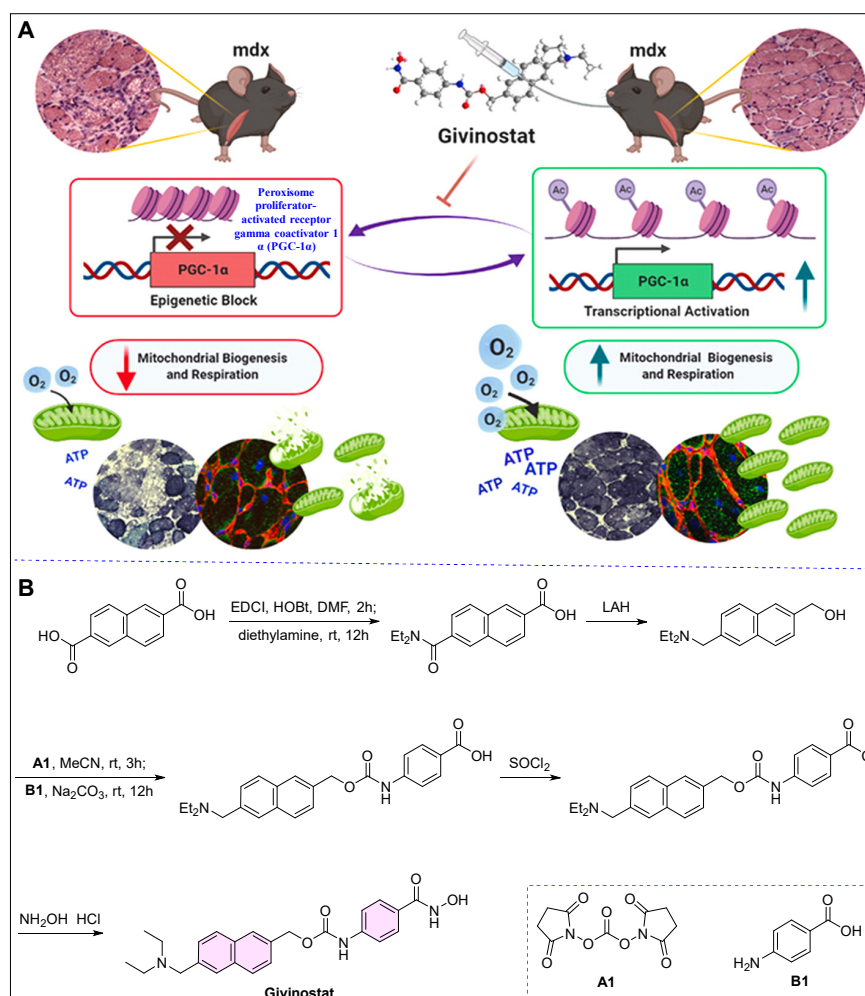 A
mdx
mdx
Givinostat
Peroxisome
proliferator-
activated receptor
gamma coactivator 1
α (PGC-1α)
PGC-1α
Epigenetic Block
Ac
Ac
Ac
Ac
PGC-1α
Transcriptional Activation
Mitochondrial Biogenesis
and Respiration
Mitochondrial Biogenesis
and Respiration
O2
O2
ATP
ATP
O2
O2
O2
O2
ATP
ATP
ATP
ATP
B
HO
O
O
OH
EDCI, HOBt, DMF, 2h;
diethylamine, rt, 12h
Et2N
O
O
OH
LAH
NEt2
OH
A1, MeCN, rt, 3h;
B1, Na2CO3, rt, 12h
Et2N
O
O
N
H
O
OH
SOCl2
Et2N
O
O
N
H
O
NH2OH HCl
N
O
O
N
H
O
N
H
OH
Givinostat
O
N
O
O
O
O
O
N
O
A1
H2N
O
OH
B1